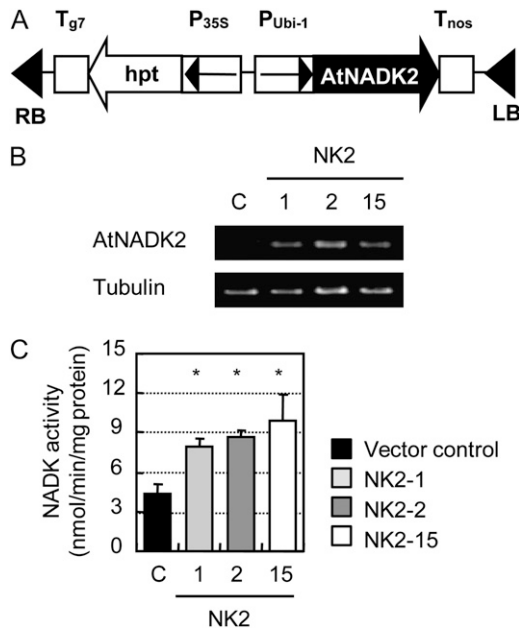 A
Tg7 P35S PUbi-1 Tnos
hpt AtNADK2
RB LB
B
NK2
C 1 2 15
AtNADK2
Tubulin
C
NADK activity
(nmol/min/mg protein)
15
12
9
6
3
0
* * *
C 1 2 15
NK2
Vector control
NK2-1
NK2-2
NK2-15